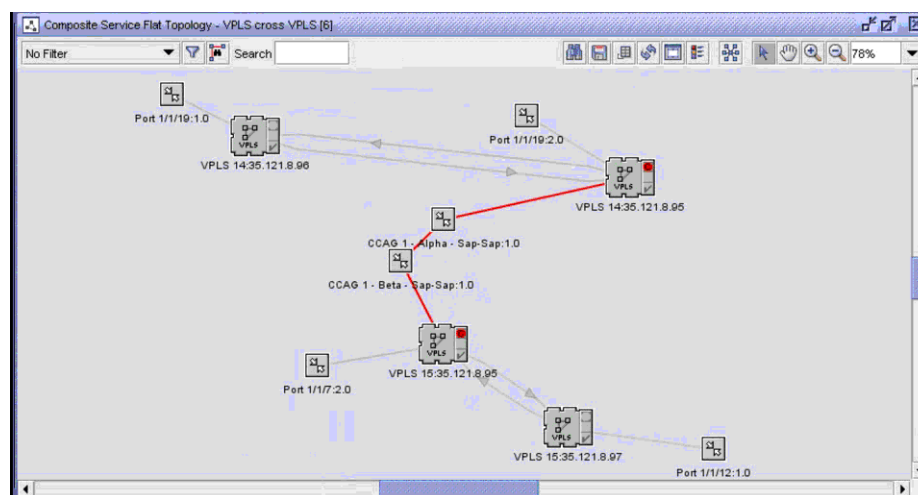 Composite Service Flat Topology - VPLS cross VPLS [6]
No Filter
Search
78%
Port 1/1/19:1.0
VPLS
VPLS 14:35.121.8.96
Port 1/1/19:2.0
VPLS
VPLS 14:35.121.8.95
CCAG 1 - Alpha - Sap-Sap:1.0
CCAG 1 - Beta - Sap-Sap:1.0
VPLS
VPLS 15:35.121.8.95
Port 1/1/7:2.0
VPLS
VPLS 15:35.121.8.97
Port 1/1/12:1.0